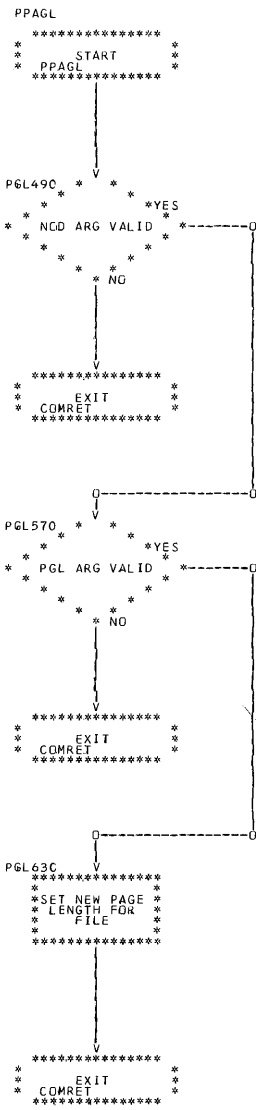 PPAGL
START
PPAGL
PGL490
YES
NGD ARG VALID
NO
EXIT
COMRET
PGL570
YES
PGL ARG VALID
NO
EXIT
COMRET
PGL630
SET NEW PAGE
LENGTH FOR
FILE
EXIT
COMRET